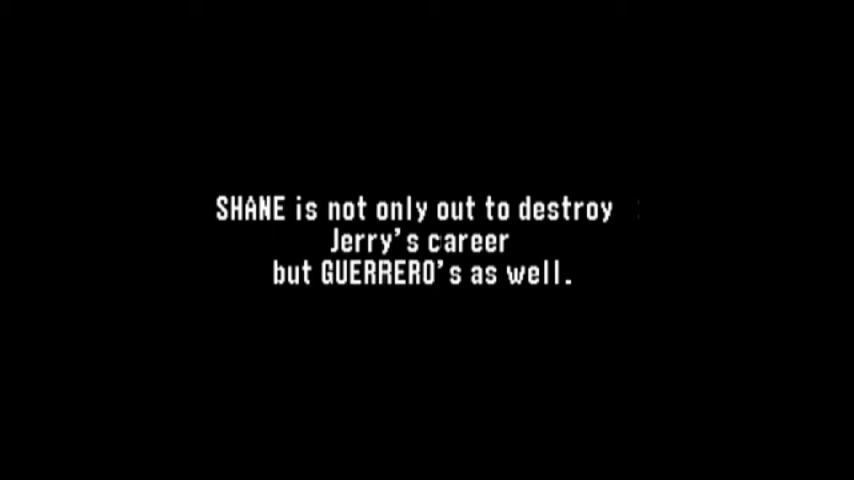 SHANE is not only out to destroy
Jerry's career
but GUERRERO's as well.